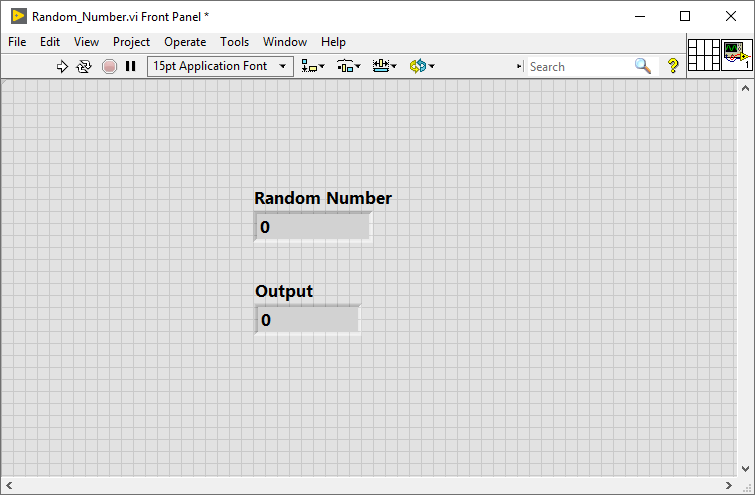 Random_Number.vi Front Panel *
File Edit View Project Operate Tools Window Help
15pt Application Font Search ? 1
Random Number
0
Output
0